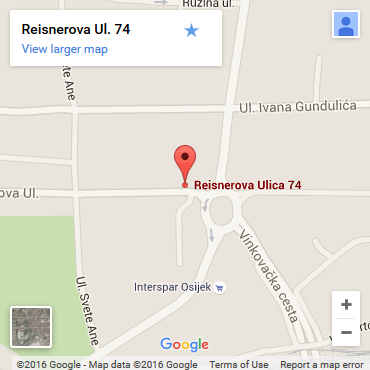 Ružina ul.
Reisnerova Ul. 74
View larger map
Svete Ane
Ul. Ivana Gundulića
Reisnerova Ulica 74
ova Ul.
Vinkovačka cesta
Ul. Svete Ane
Interspar Osijek
Google
©2016 Google - Map data ©2016 Google Terms of Use Report a map error